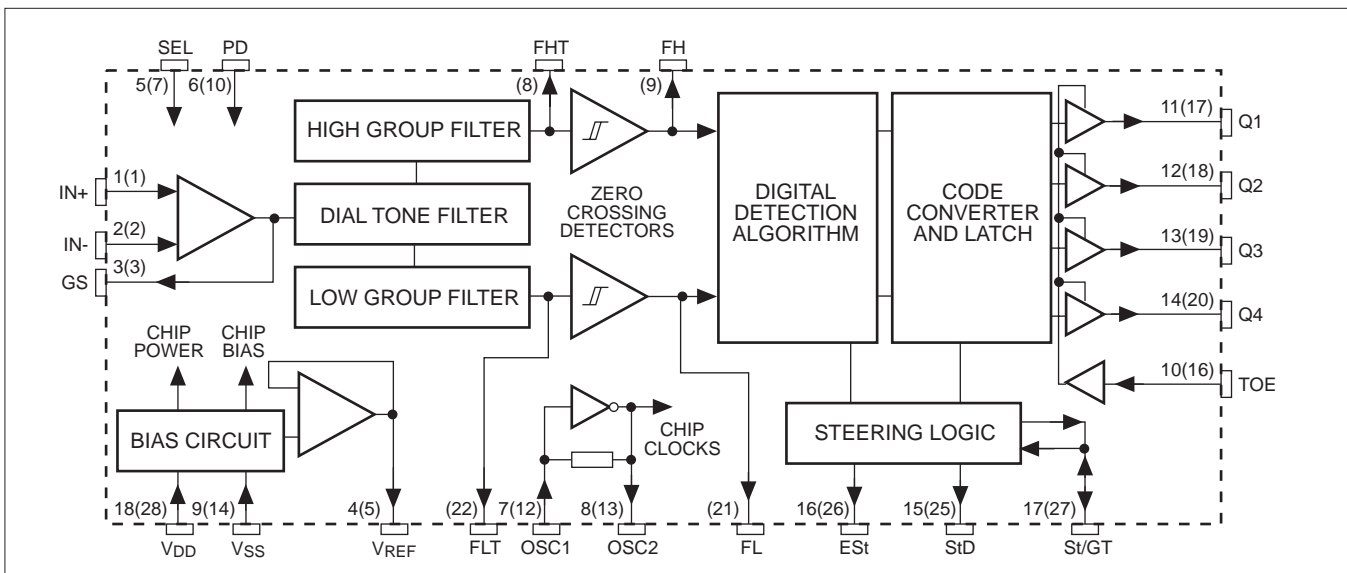 SEL
PD
FHT
FH
5(7)
6(10)
(8)
(9)
HIGH GROUP FILTER
11(17)
Q1
IN+
1(1)
DIAL TONE FILTER
ZERO
CROSSING
DETECTORS
DIGITAL
DETECTION
ALGORITHM
CODE
CONVERTER
AND LATCH
12(18)
Q2
IN-
2(2)
13(19)
Q3
GS
3(3)
LOW GROUP FILTER
14(20)
Q4
CHIP
POWER
CHIP
BIAS
10(16)
TOE
BIAS CIRCUIT
CHIP
CLOCKS
STEERING LOGIC
18(28)
9(14)
4(5)
(22)
7(12)
8(13)
(21)
16(26)
15(25)
17(27)
VDD
VSS
VREF
FLT
OSC1
OSC2
FL
ESt
StD
St/GT